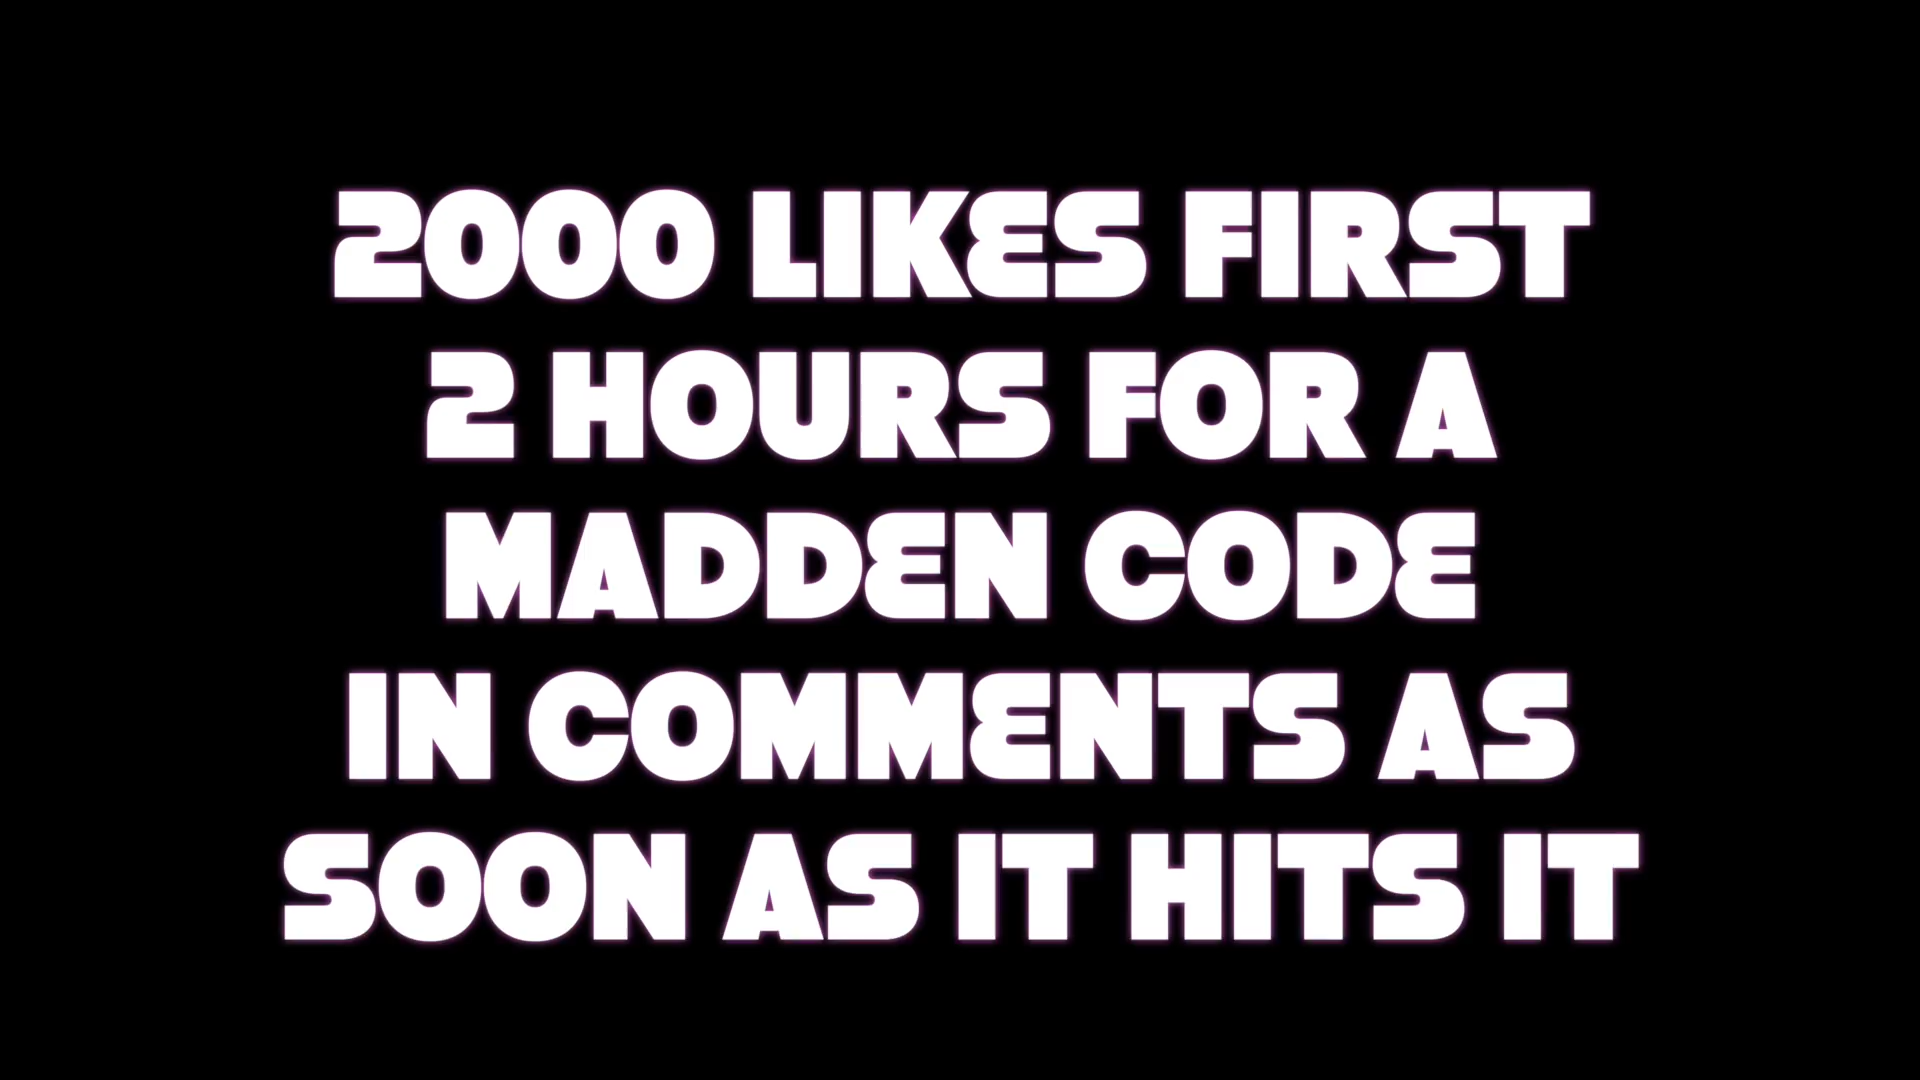 2000 LIKES FIRST
2 HOURS FOR A
MADDEN CODE
IN COMMENTS AS
SOON AS IT HITS IT